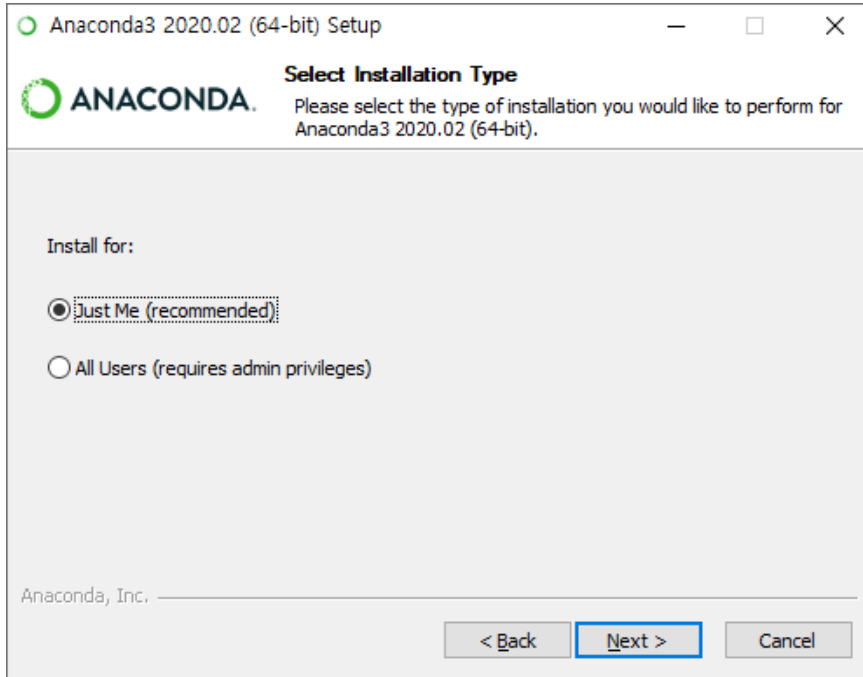 Anaconda3 2020.02 (64-bit) Setup
ANACONDA.
Select Installation Type
Please select the type of installation you would like to perform for
Anaconda3 2020.02 (64-bit).
Install for:
Just Me (recommended)
All Users (requires admin privileges)
Anaconda, Inc.
< Back
Next >
Cancel